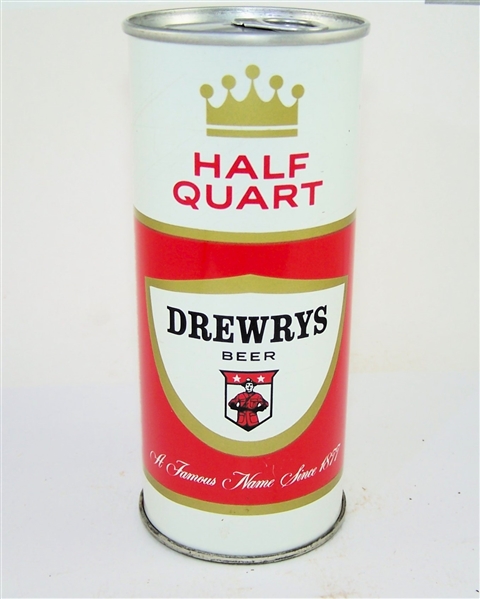 HALF
QUART
DREWRYS
BEER
A Famous Name Since 1877